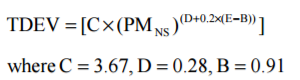 TDEV = [C×(PM_NS)^(D+0.2×(E−B))]
where C = 3.67, D = 0.28, B = 0.91